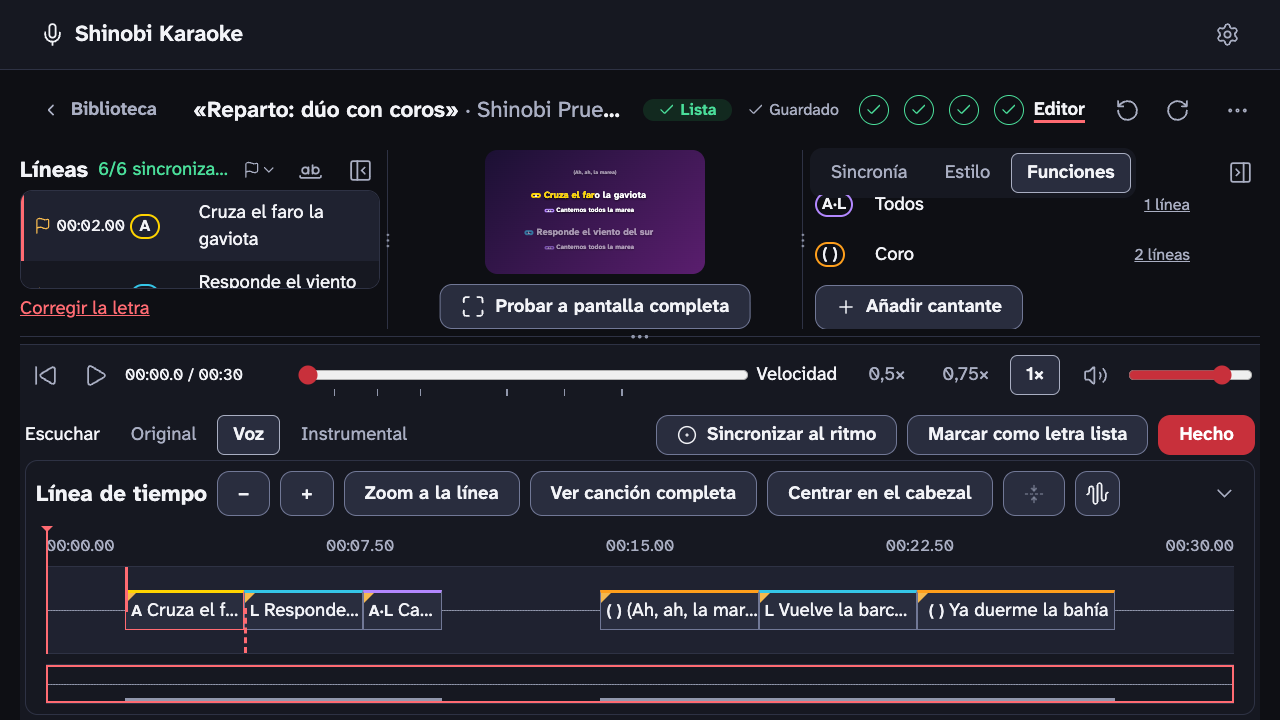 Shinobi Karaoke
Biblioteca
«Reparto: dúo con coros» · Shinobi Prue...
Lista
Guardado
Editor
Líneas 6/6 sincroniza...
ab
00:02.00 A Cruza el faro la gaviota
Responde el viento
Corregir la letra
(Ah, ah, la marea)
Cruza el faro la gaviota
Cantemos todos la marea
Responde el viento del sur
Cantemos todos la marea
Probar a pantalla completa
Sincronía Estilo Funciones
A·L Todos 1 línea
( ) Coro 2 líneas
Añadir cantante
00:00.0 / 00:30
Velocidad 0,5× 0,75× 1×
Escuchar Original Voz Instrumental
Sincronizar al ritmo
Marcar como letra lista
Hecho
Línea de tiempo − + Zoom a la línea Ver canción completa Centrar en el cabezal
00:00.00 00:07.50 00:15.00 00:22.50 00:30.00
A Cruza el f... L Responde... A·L Ca... ( ) (Ah, ah, la mar... L Vuelve la barc... ( ) Ya duerme la bahía